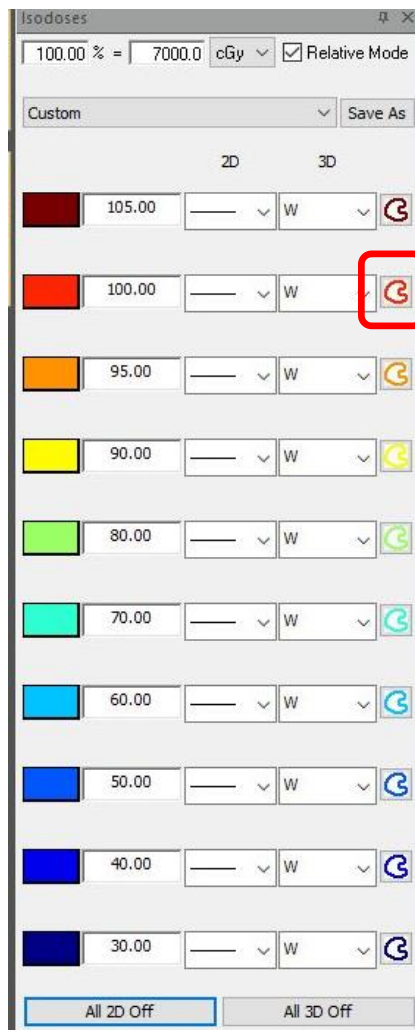 Isodoses
100.00 % = 7000.0 cGy Relative Mode
Custom Save As
2D 3D
105.00 W
100.00 W
95.00 W
90.00 W
80.00 W
70.00 W
60.00 W
50.00 W
40.00 W
30.00 W
All 2D Off All 3D Off